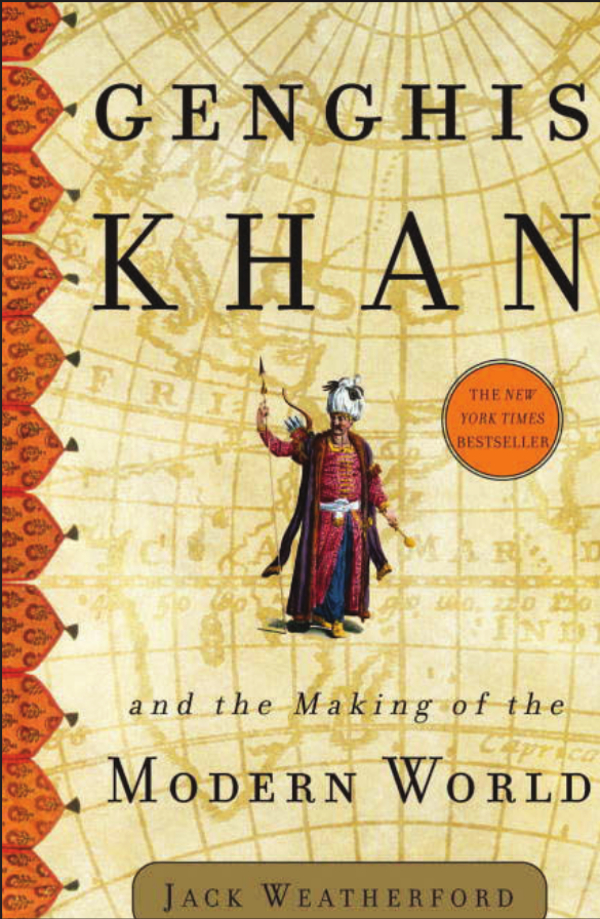 GENGHIS
KHAN
THE NEW
YORK TIMES
BESTSELLER
and the Making of the
MODERN WORLD
JACK WEATHERFORD